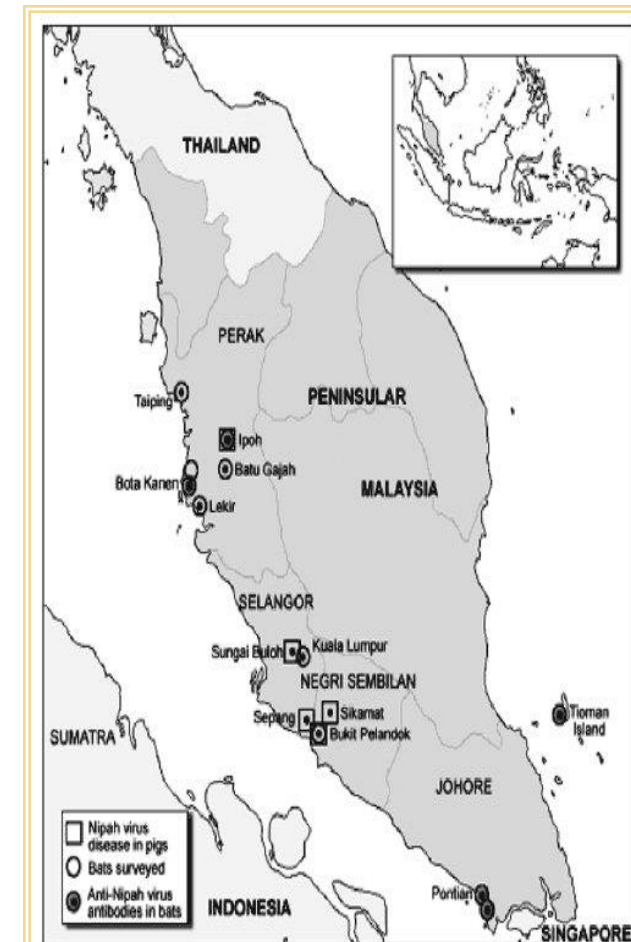 THAILAND
PERAK
Taiping
PENINSULAR
Ipoh
Batu Gajah
Bota Kanen
MALAYSIA
Lekir
SELANGOR
Sungai Buloh
Kuala Lumpur
NEGRI SEMBILAN
Sepang
Sikamat
Tioman
Island
Bukit Pelandok
SUMATRA
JOHORE
Nipah virus
disease in pigs
Bats surveyed
Anti-Nipah virus
antibodies in bats
Pontian
INDONESIA
SINGAPORE